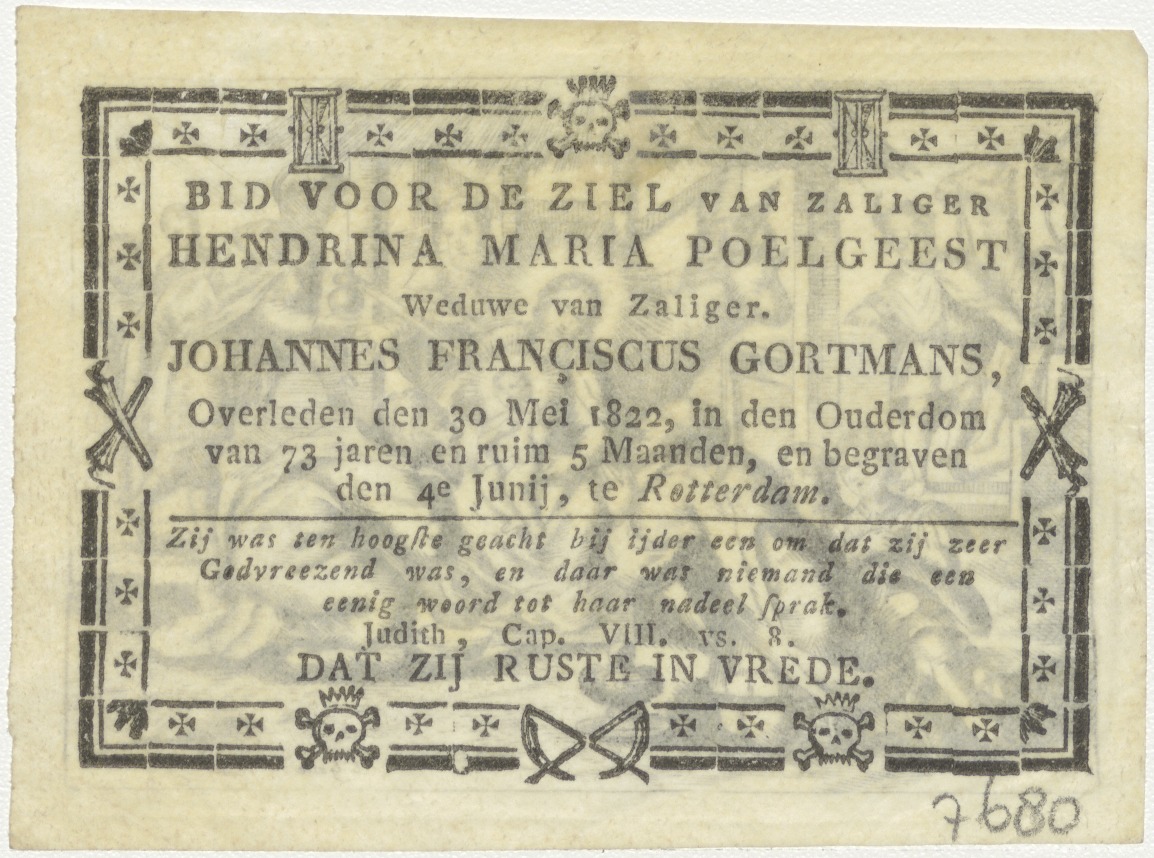 BID VOOR DE ZIEL VAN ZALIGER
HENDRINA MARIA POELGEEST
Weduwe van Zaliger.
JOHANNES FRANÇISCUS GORTMANS,
Overleden den 30 Mei 1822, in den Ouderdom
van 73 jaren en ruim 5 Maanden, en begraven
den 4e Junij, te Rotterdam.
Zij was ten hoogſte geacht bij ijder een om dat zij zeer
Godvreezend was, en daar was niemand die een
eenig woord tot haar nadeel ſprak.
Judith, Cap. VIII. vs. 8.
DAT ZIJ RUSTE IN VREDE.
7680